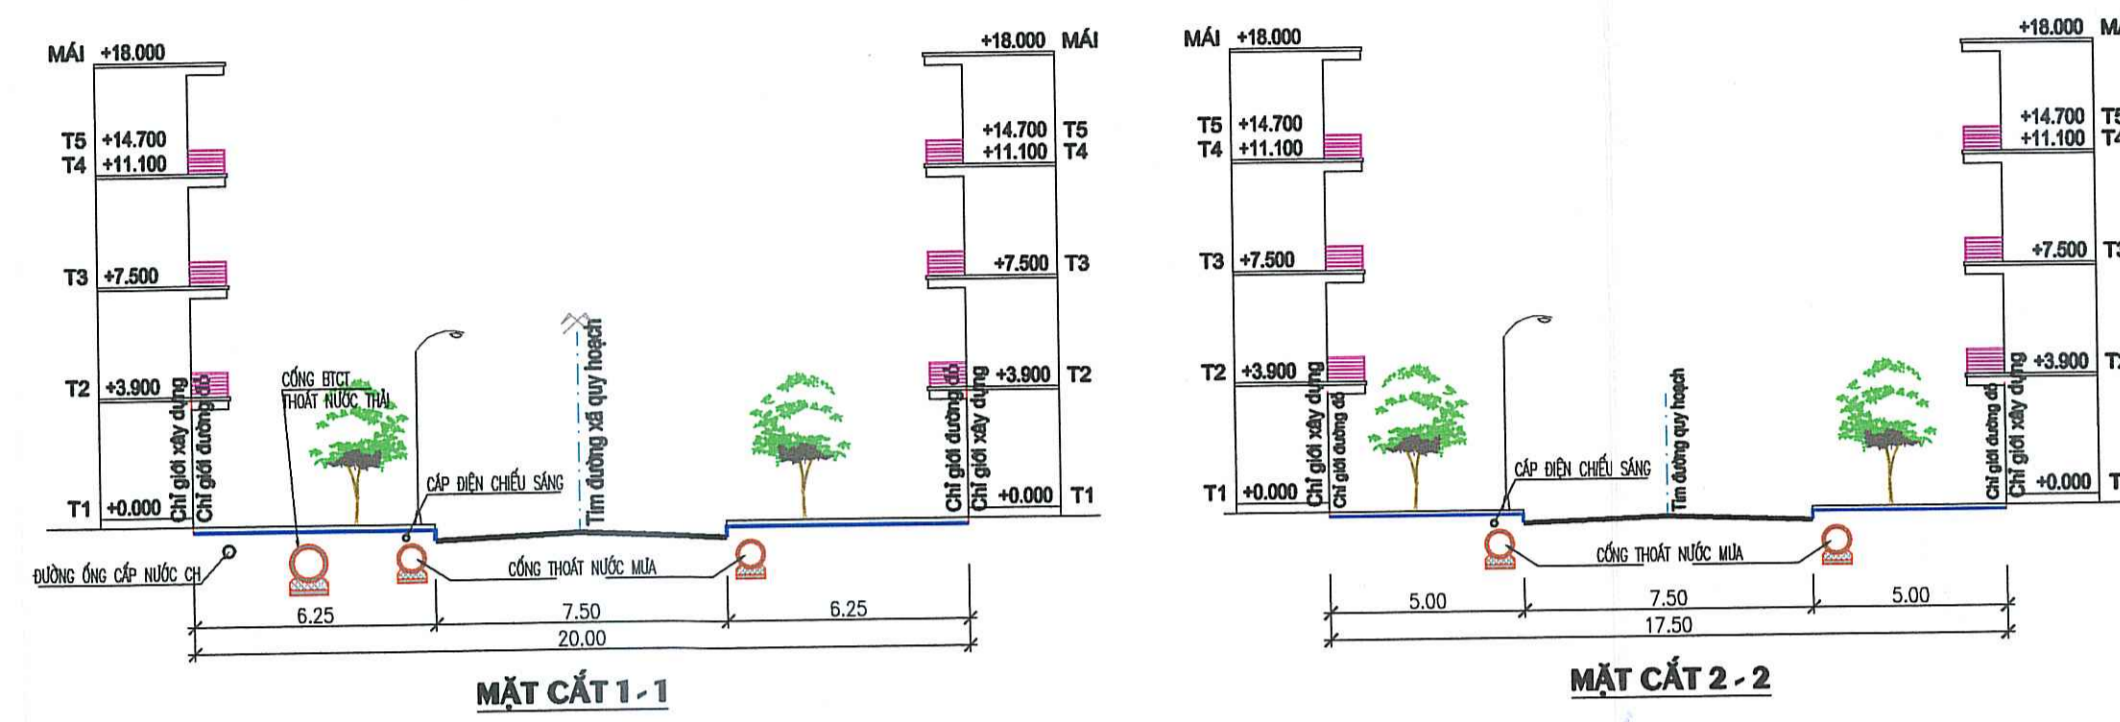 MÁI +18.000
T5 +14.700
T4 +11.100
T3 +7.500
T2 +3.900
T1 +0.000
Chỉ giới xây dựng
Chỉ giới đường đỏ
CỐNG BTCT
THOÁT NƯỚC THẢI
CÁP ĐIỆN CHIẾU SÁNG
Tim đường xã quy hoạch
ĐƯỜNG ỐNG CẤP NƯỚC CH
CỐNG THOÁT NƯỚC MƯA
Chỉ giới đường đỏ
Chỉ giới xây dựng
+18.000 MÁI
+14.700 T5
+11.100 T4
+7.500 T3
+3.900 T2
+0.000 T1
6.25 7.50 6.25
20.00
MẶT CẮT 1 - 1
MÁI +18.000
T5 +14.700
T4 +11.100
T3 +7.500
T2 +3.900
T1 +0.000
Chỉ giới xây dựng
Chỉ giới đường đỏ
CÁP ĐIỆN CHIẾU SÁNG
Tim đường quy hoạch
CỐNG THOÁT NƯỚC MƯA
Chỉ giới đường đỏ
Chỉ giới xây dựng
+18.000
+14.700 T5
+11.100 T4
+7.500 T3
+3.900 T2
+0.000
5.00 7.50 5.00
17.50
MẶT CẮT 2 - 2